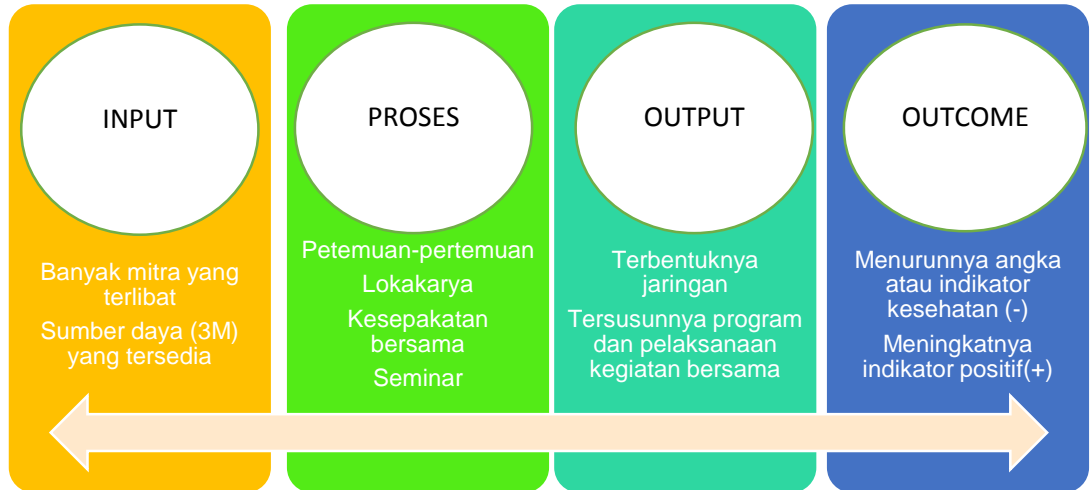 INPUT
Banyak mitra yang
terlibat
Sumber daya (3M)
yang tersedia
PROSES
Petemuan-pertemuan
Lokakarya
Kesepakatan
bersama
Seminar
OUTPUT
Terbentuknya
jaringan
Tersusunnya program
dan pelaksanaan
kegiatan bersama
OUTCOME
Menurunnya angka
atau indikator
kesehatan (-)
Meningkatnya
indikator positif(+)